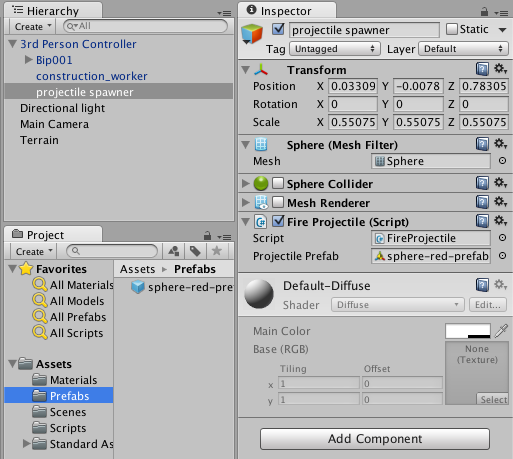 Hierarchy
Create All
3rd Person Controller
Bip001
construction_worker
projectile spawner
Directional light
Main Camera
Terrain
Project
Create
Favorites
All Materials
All Models
All Prefabs
All Scripts
Assets
Materials
Prefabs
Scenes
Scripts
Standard As
Assets Prefabs
sphere-red-pre
Inspector
projectile spawner Static
Tag Untagged Layer Default
Transform
Position X 0.03309 Y -0.0078 Z 0.78305
Rotation X 0 Y 0 Z 0
Scale X 0.55075 Y 0.55075 Z 0.55075
Sphere (Mesh Filter)
Mesh Sphere
Sphere Collider
Mesh Renderer
Fire Projectile (Script)
Script FireProjectile
Projectile Prefab sphere-red-prefab
Default-Diffuse
Shader Diffuse Edit...
Main Color
Base (RGB)
None
(Texture)
Tiling Offset
x 1 0
y 1 0
Select
Add Component